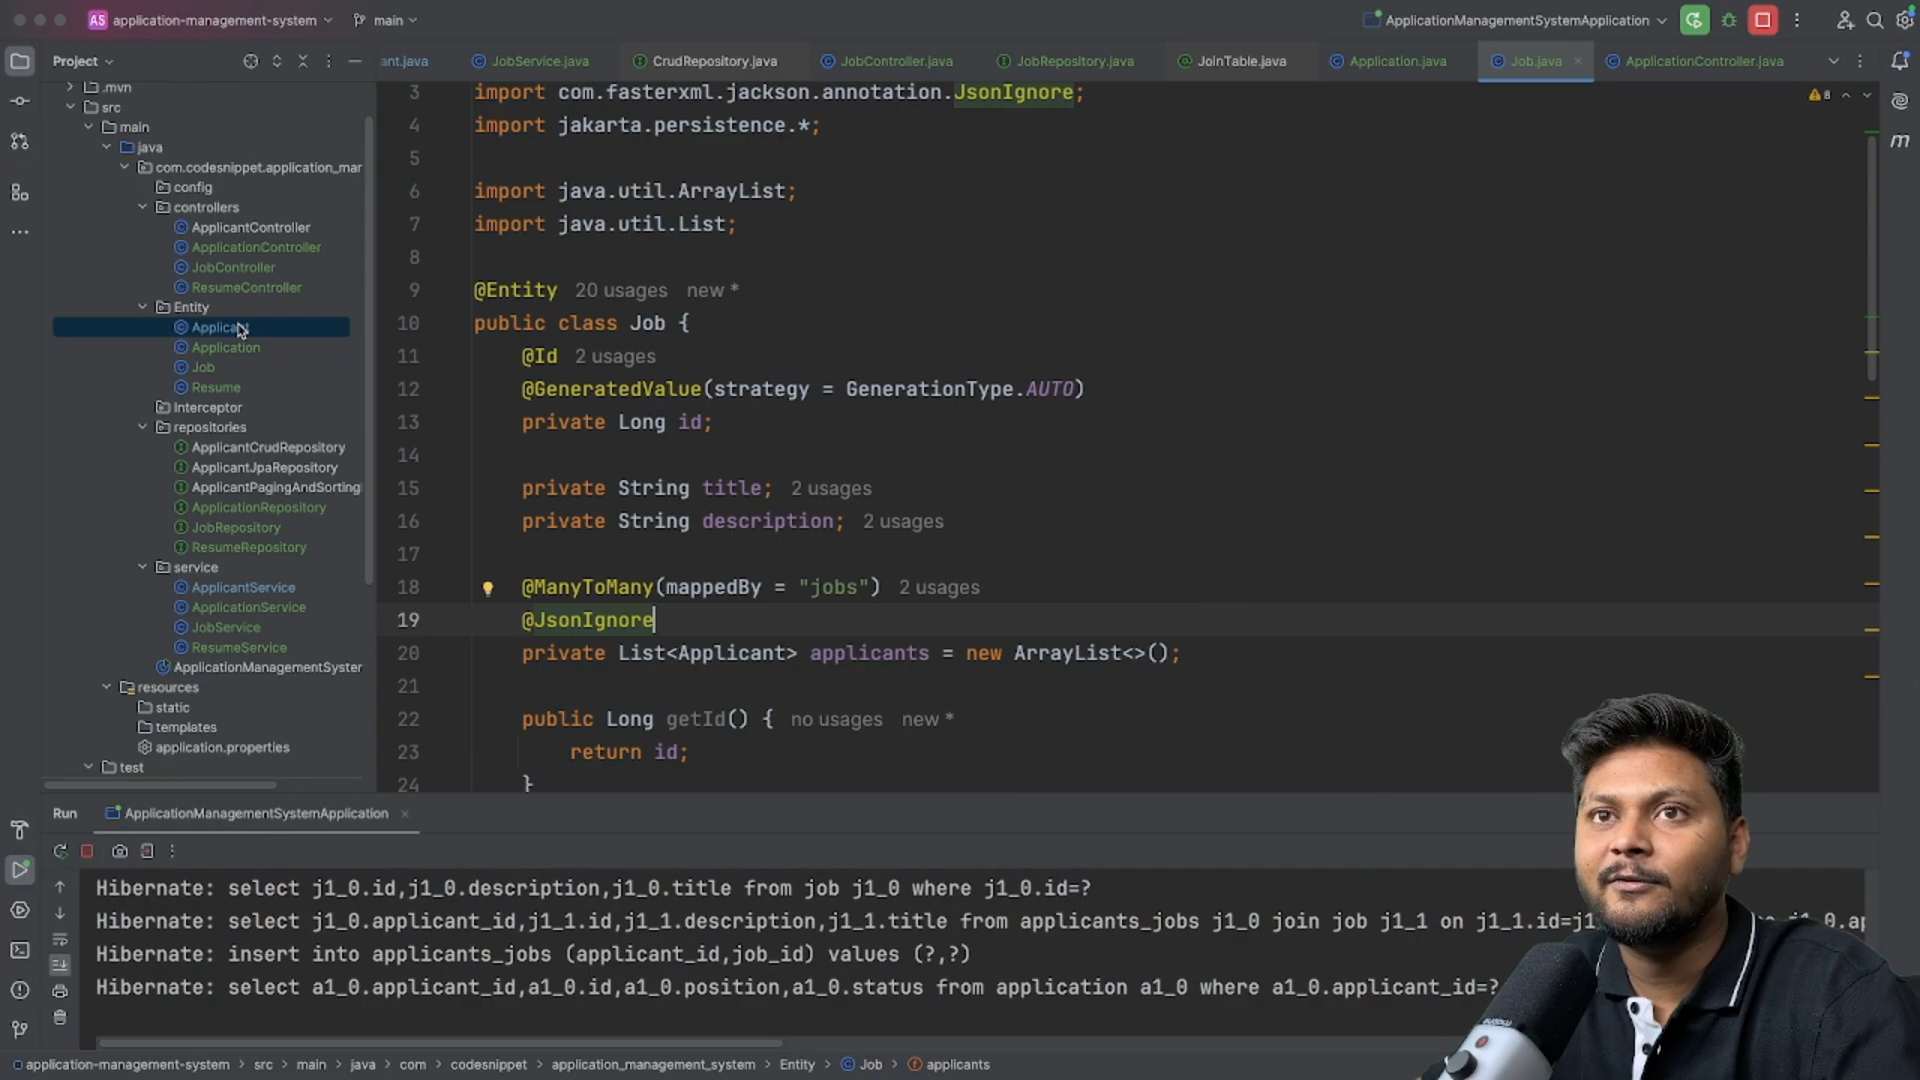 AS application-management-system main ApplicationManagementSystemApplication
Project
ant.java JobService.java CrudRepository.java JobController.java JobRepository.java JoinTable.java Application.java Job.java ApplicationController.java
.mvn
src
main
java
com.codesnippet.application_mar
config
controllers
ApplicantController
ApplicationController
JobController
ResumeController
Entity
Applicant
Application
Job
Resume
Interceptor
repositories
ApplicantCrudRepository
ApplicantJpaRepository
ApplicantPagingAndSorting
ApplicationRepository
JobRepository
ResumeRepository
service
ApplicantService
ApplicationService
JobService
ResumeService
ApplicationManagementSyster
resources
static
templates
application.properties
test
3 import com.fasterxml.jackson.annotation.JsonIgnore; 8
4 import jakarta.persistence.*;
5
6 import java.util.ArrayList;
7 import java.util.List;
8
9 @Entity 20 usages new *
10 public class Job {
11 @Id 2 usages
12 @GeneratedValue(strategy = GenerationType.AUTO)
13 private Long id;
14
15 private String title; 2 usages
16 private String description; 2 usages
17
18 @ManyToMany(mappedBy = "jobs") 2 usages
19 @JsonIgnore
20 private List<Applicant> applicants = new ArrayList<>();
21
22 public Long getId() { no usages new *
23 return id;
24 }
Run ApplicationManagementSystemApplication
Hibernate: select j1_0.id,j1_0.description,j1_0.title from job j1_0 where j1_0.id=?
Hibernate: select j1_0.applicant_id,j1_1.id,j1_1.description,j1_1.title from applicants_jobs j1_0 join job j1_1 on j1_1.id=j1
Hibernate: insert into applicants_jobs (applicant_id,job_id) values (?,?)
Hibernate: select a1_0.applicant_id,a1_0.id,a1_0.position,a1_0.status from application a1_0 where a1_0.applicant_id=?
application-management-system src main java com codesnippet application_management_system Entity Job applicants